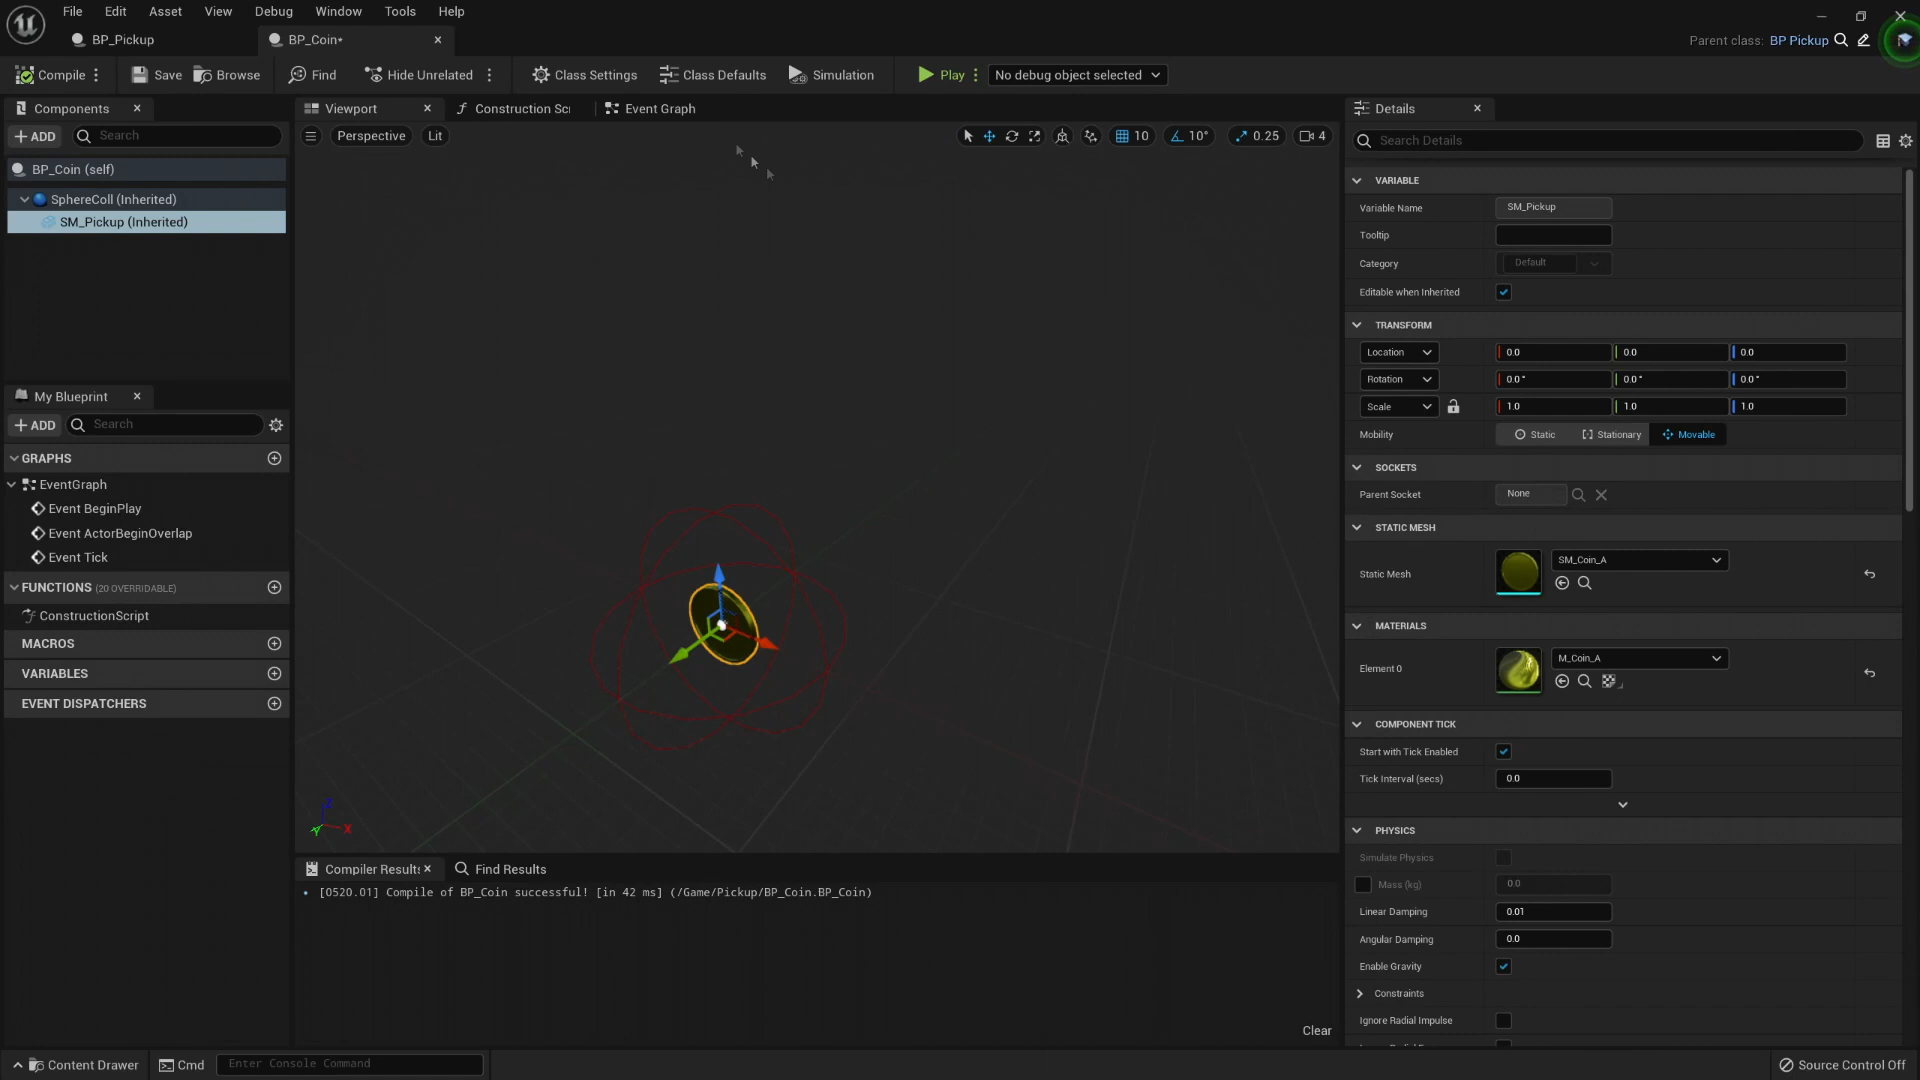 File Edit Asset View Debug Window Tools Help
BP_Pickup
BP_Coin*
Parent class: BP Pickup
Compile
Save
Browse
Find
Hide Unrelated
Class Settings
Class Defaults
Simulation
Play
No debug object selected
Components
ADD
Search
BP_Coin (self)
SphereColl (Inherited)
SM_Pickup (Inherited)
My Blueprint
ADD
Search
GRAPHS
EventGraph
Event BeginPlay
Event ActorBeginOverlap
Event Tick
FUNCTIONS (20 OVERRIDABLE)
ConstructionScript
MACROS
VARIABLES
EVENT DISPATCHERS
Viewport
Construction Scr
Event Graph
Perspective
Lit
10
10°
0.25
4
Z
X
Y
Compiler Results
Find Results
[0520.01] Compile of BP_Coin successful! [in 42 ms] (/Game/Pickup/BP_Coin.BP_Coin)
Clear
Details
Search Details
VARIABLE
Variable Name SM_Pickup
Tooltip
Category Default
Editable when Inherited
TRANSFORM
Location 0.0 0.0 0.0
Rotation 0.0° 0.0° 0.0°
Scale 1.0 1.0 1.0
Mobility Static Stationary Movable
SOCKETS
Parent Socket None
STATIC MESH
Static Mesh SM_Coin_A
MATERIALS
Element 0 M_Coin_A
COMPONENT TICK
Start with Tick Enabled
Tick Interval (secs) 0.0
PHYSICS
Simulate Physics
Mass (kg) 0.0
Linear Damping 0.01
Angular Damping 0.0
Enable Gravity
Constraints
Ignore Radial Impulse
Content Drawer
Cmd
Enter Console Command
Source Control Off